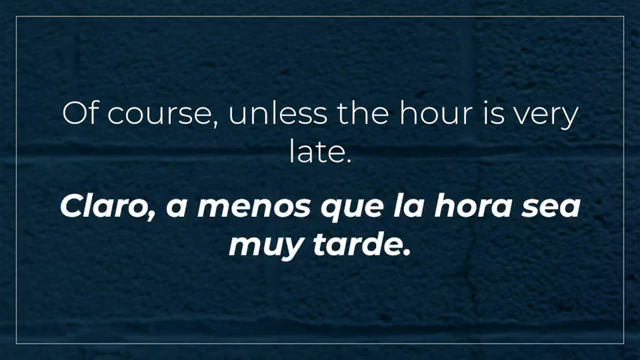 Of course, unless the hour is very
late.
Claro, a menos que la hora sea
muy tarde.